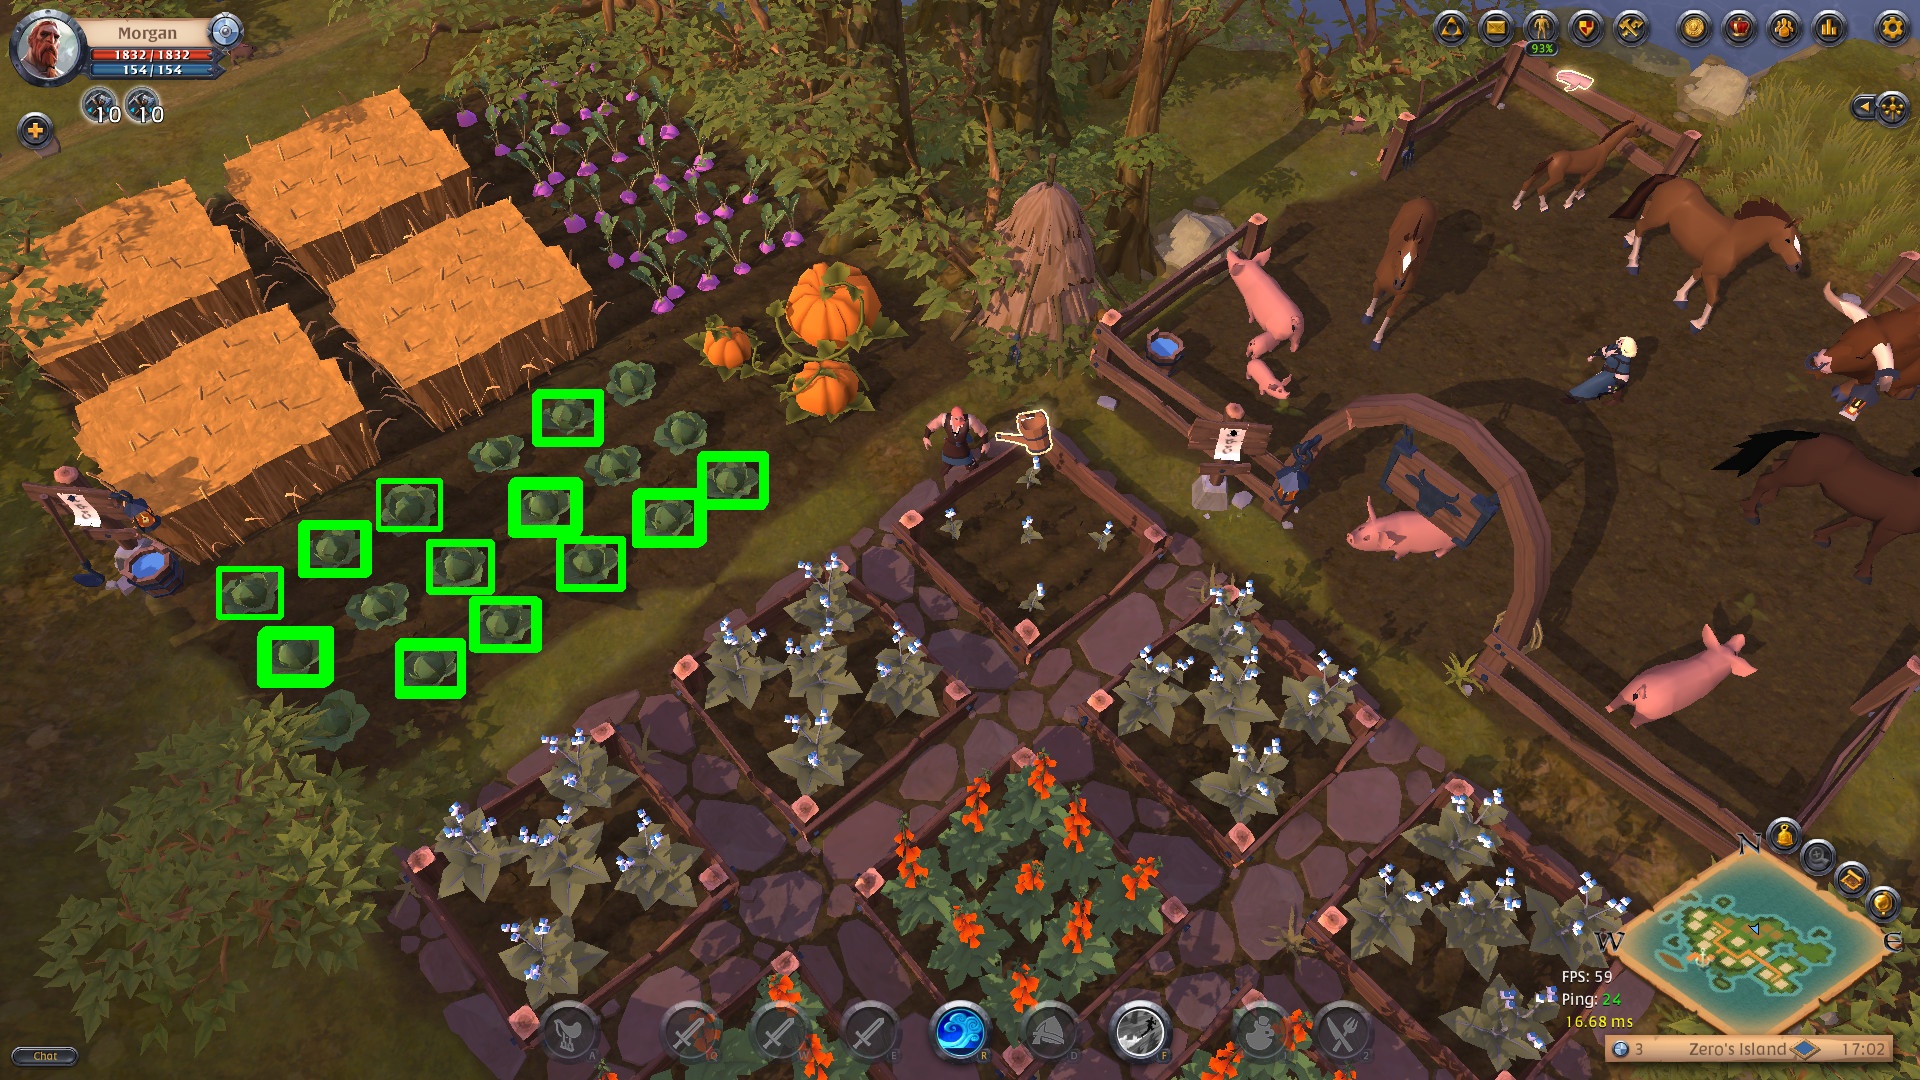 Morgan
1832/1832
154/154
10
10
93%
N
W
E
FPS: 59
Ping: 24
16.68 ms
3 Zero's Island 17:02
Chat
A
Q
W
E
R
D
F
2